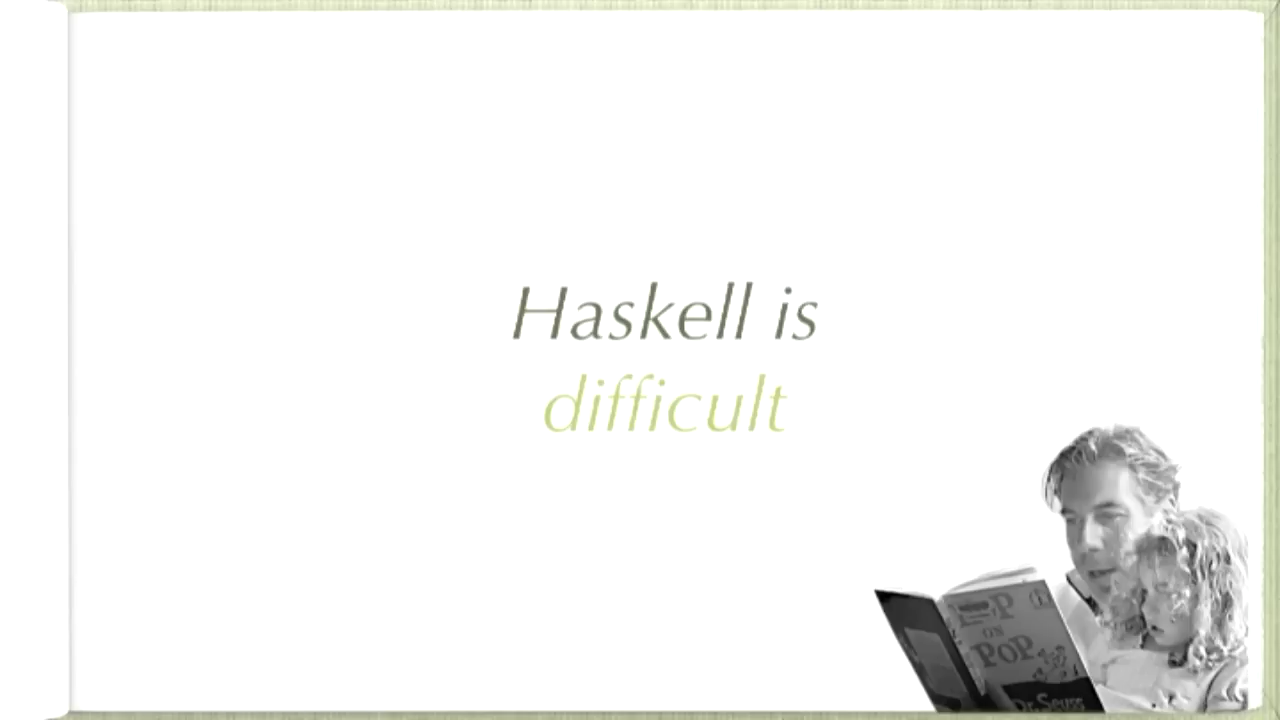 Haskell is
difficult
HOP
ON
POP
Dr. Seuss